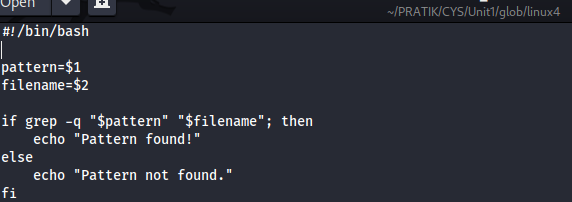 Open
~/PRATIK/CYS/Unit1/glob/linux4
#!/bin/bash
pattern=$1
filename=$2
if grep -q "$pattern" "$filename"; then
    echo "Pattern found!"
else
    echo "Pattern not found."
fi